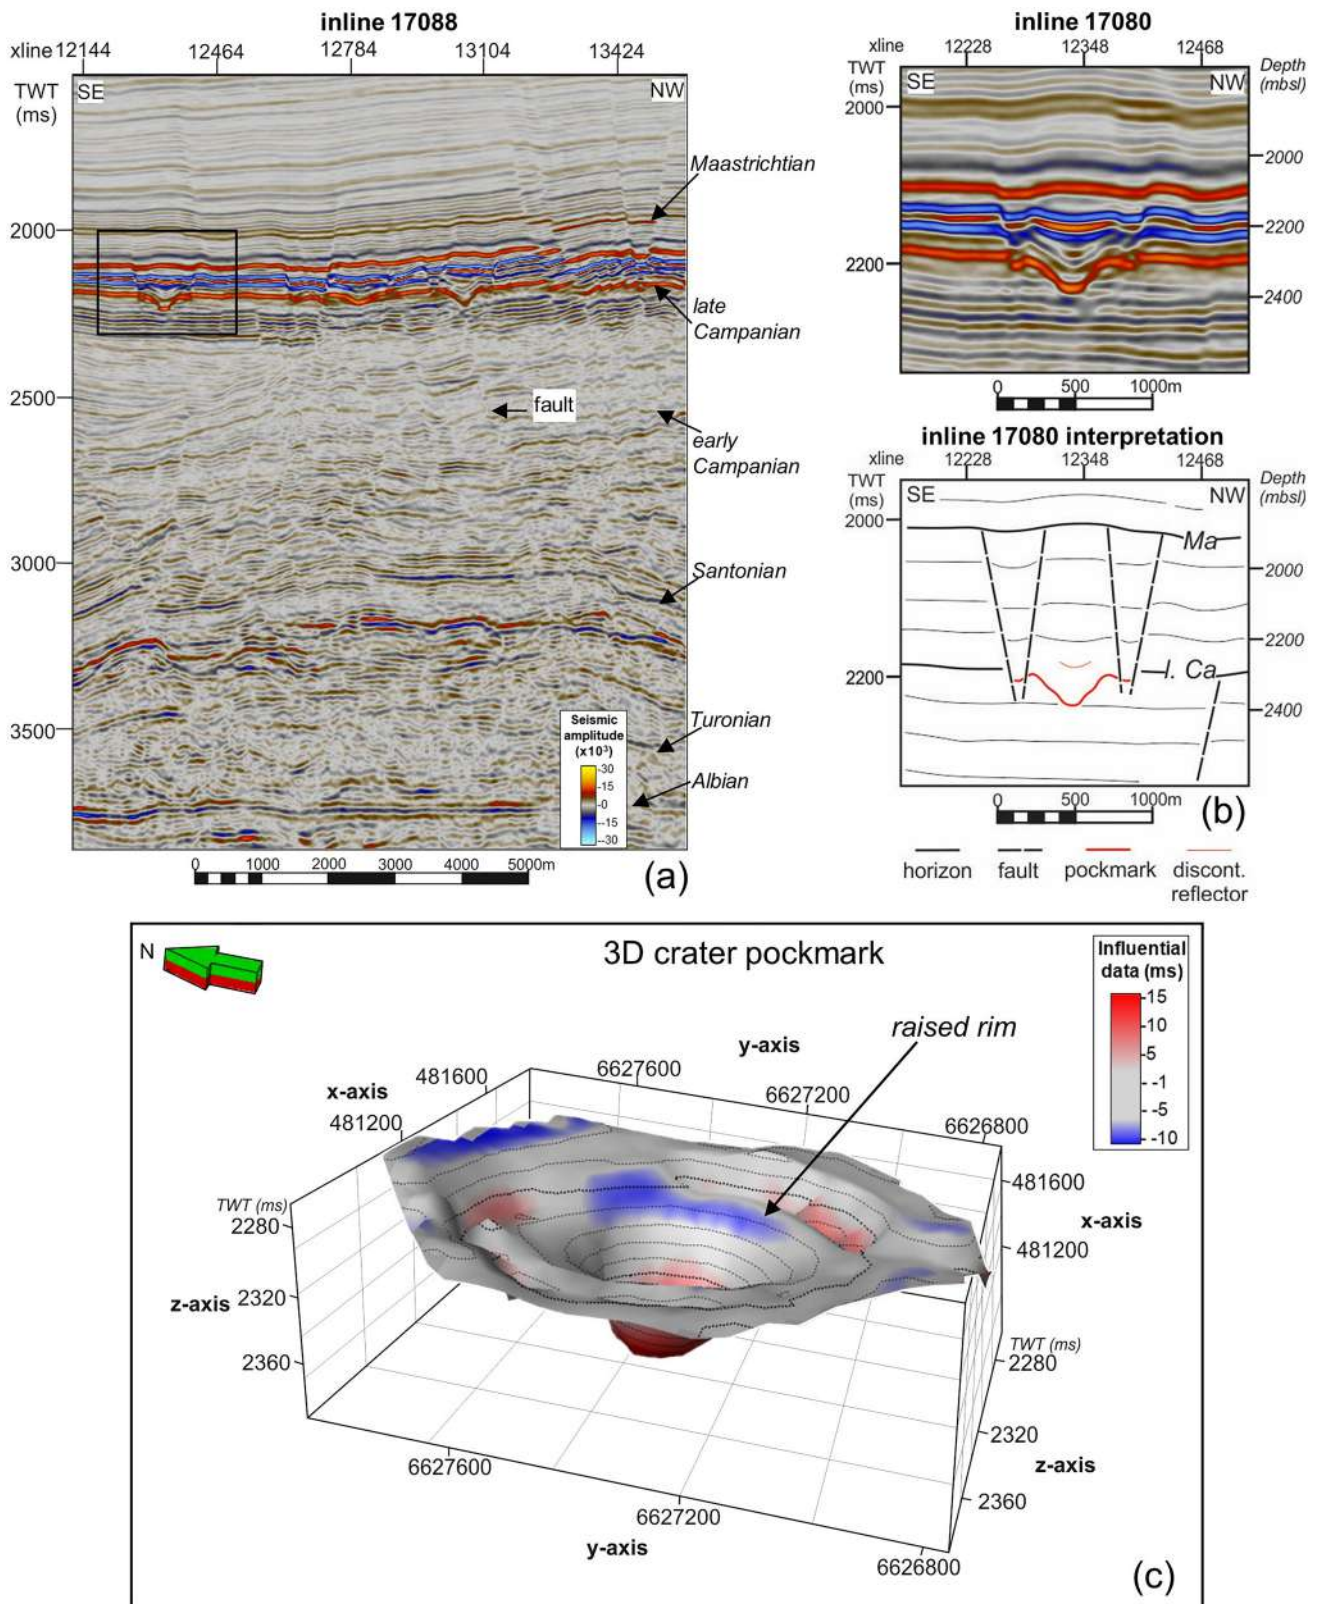 inline 17088
xline 12144 12464 12784 13104 13424
TWT
(ms)
SE
NW
2000
2500
3000
3500
Maastrichtian
late
Campanian
fault
early
Campanian
Santonian
Turonian
Albian
Seismic
amplitude
(x10³)
-30
-15
-0
--15
--30
0 1000 2000 3000 4000 5000m
(a)
inline 17080
xline 12228 12348 12468
TWT
(ms)
Depth
(mbsl)
SE
NW
2000
2200
2000
2200
2400
0 500 1000m
inline 17080 interpretation
xline 12228 12348 12468
TWT
(ms)
Depth
(mbsl)
SE
NW
2000
2200
Ma
l. Ca
2000
2200
2400
0 500 1000m
(b)
horizon fault pockmark discont.
reflector
N
3D crater pockmark
Influential
data (ms)
15
10
5
-1
-5
-10
raised rim
y-axis
6627600
6627200
6626800
x-axis
481600
481200
TWT (ms)
2280
z-axis 2320
2360
481600
x-axis
481200
TWT (ms)
2280
2320
z-axis
2360
6627600
6627200
y-axis
6626800
(c)